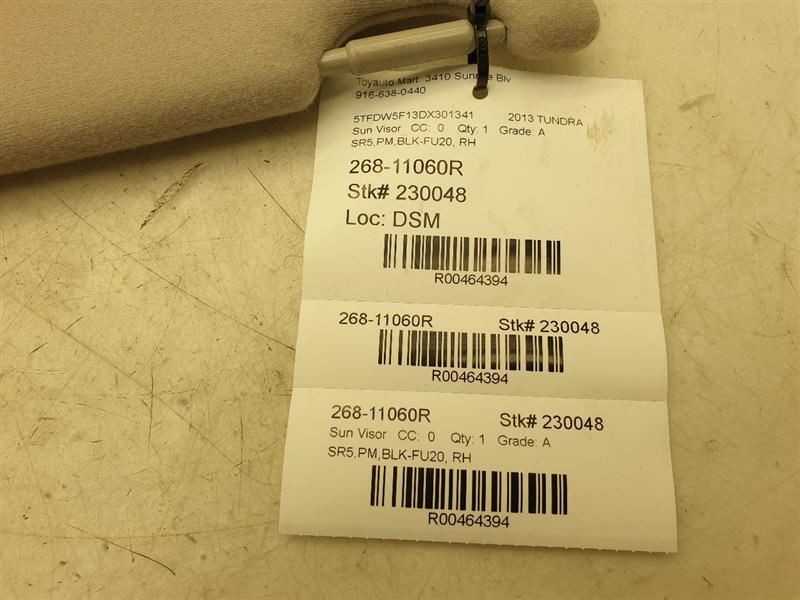 Toyauto Mart 3410 Sunrise Blv
916-638-0440
5TFDW5F13DX301341 2013 TUNDRA
Sun Visor CC: 0 Qty: 1 Grade: A
SR5,PM,BLK-FU20, RH
268-11060R
Stk# 230048
Loc: DSM
R00464394
268-11060R Stk# 230048
R00464394
268-11060R Stk# 230048
Sun Visor CC: 0 Qty: 1 Grade: A
SR5,PM,BLK-FU20, RH
R00464394